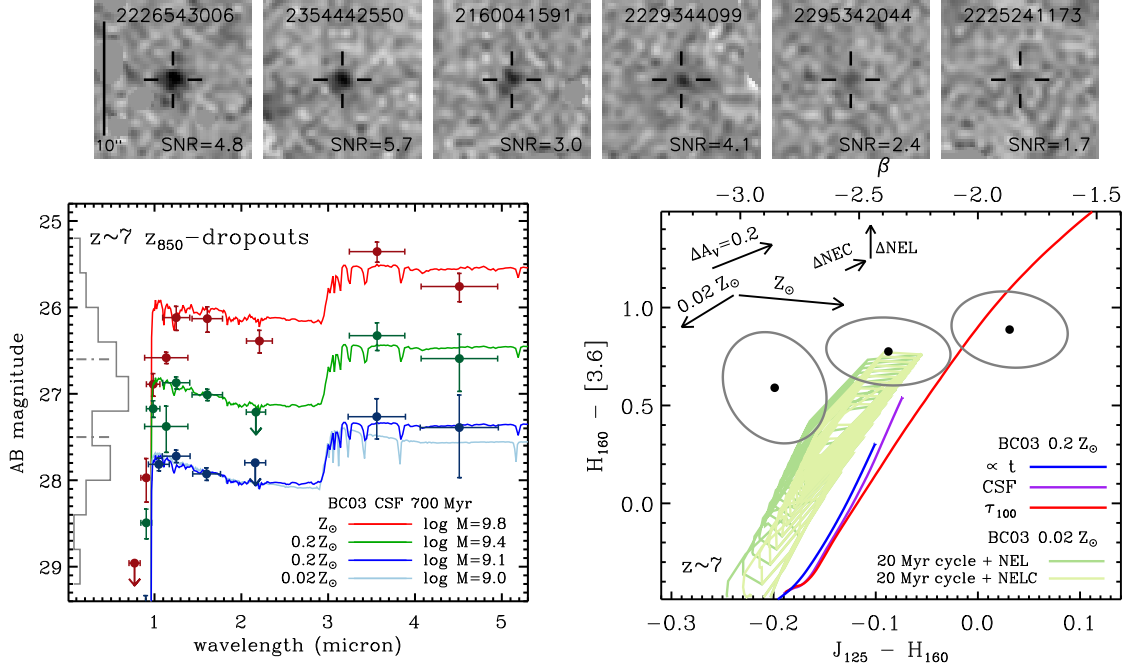 2226543006 2354442550 2160041591 2229344099 2295342044 2225241173
10" SNR=4.8 SNR=5.7 SNR=3.0 SNR=4.1 SNR=2.4 SNR=1.7
z~7 z₈₅₀-dropouts
AB magnitude
25
26
27
28
29
BC03 CSF 700 Myr
Z⊙ log M=9.8
0.2Z⊙ log M=9.4
0.2Z⊙ log M=9.1
0.02Z⊙ log M=9.0
1 2 3 4 5
wavelength (micron)
β
-3.0 -2.5 -2.0 -1.5
ΔAᵥ=0.2
ΔNEC
ΔNEL
0.02 Z⊙
Z⊙
H₁₆₀ - [3.6]
1.0
0.5
0.0
BC03 0.2 Z⊙
∝ t
CSF
τ₁₀₀
BC03 0.02 Z⊙
20 Myr cycle + NEL
20 Myr cycle + NELC
z~7
-0.3 -0.2 -0.1 0.0 0.1
J₁₂₅ - H₁₆₀